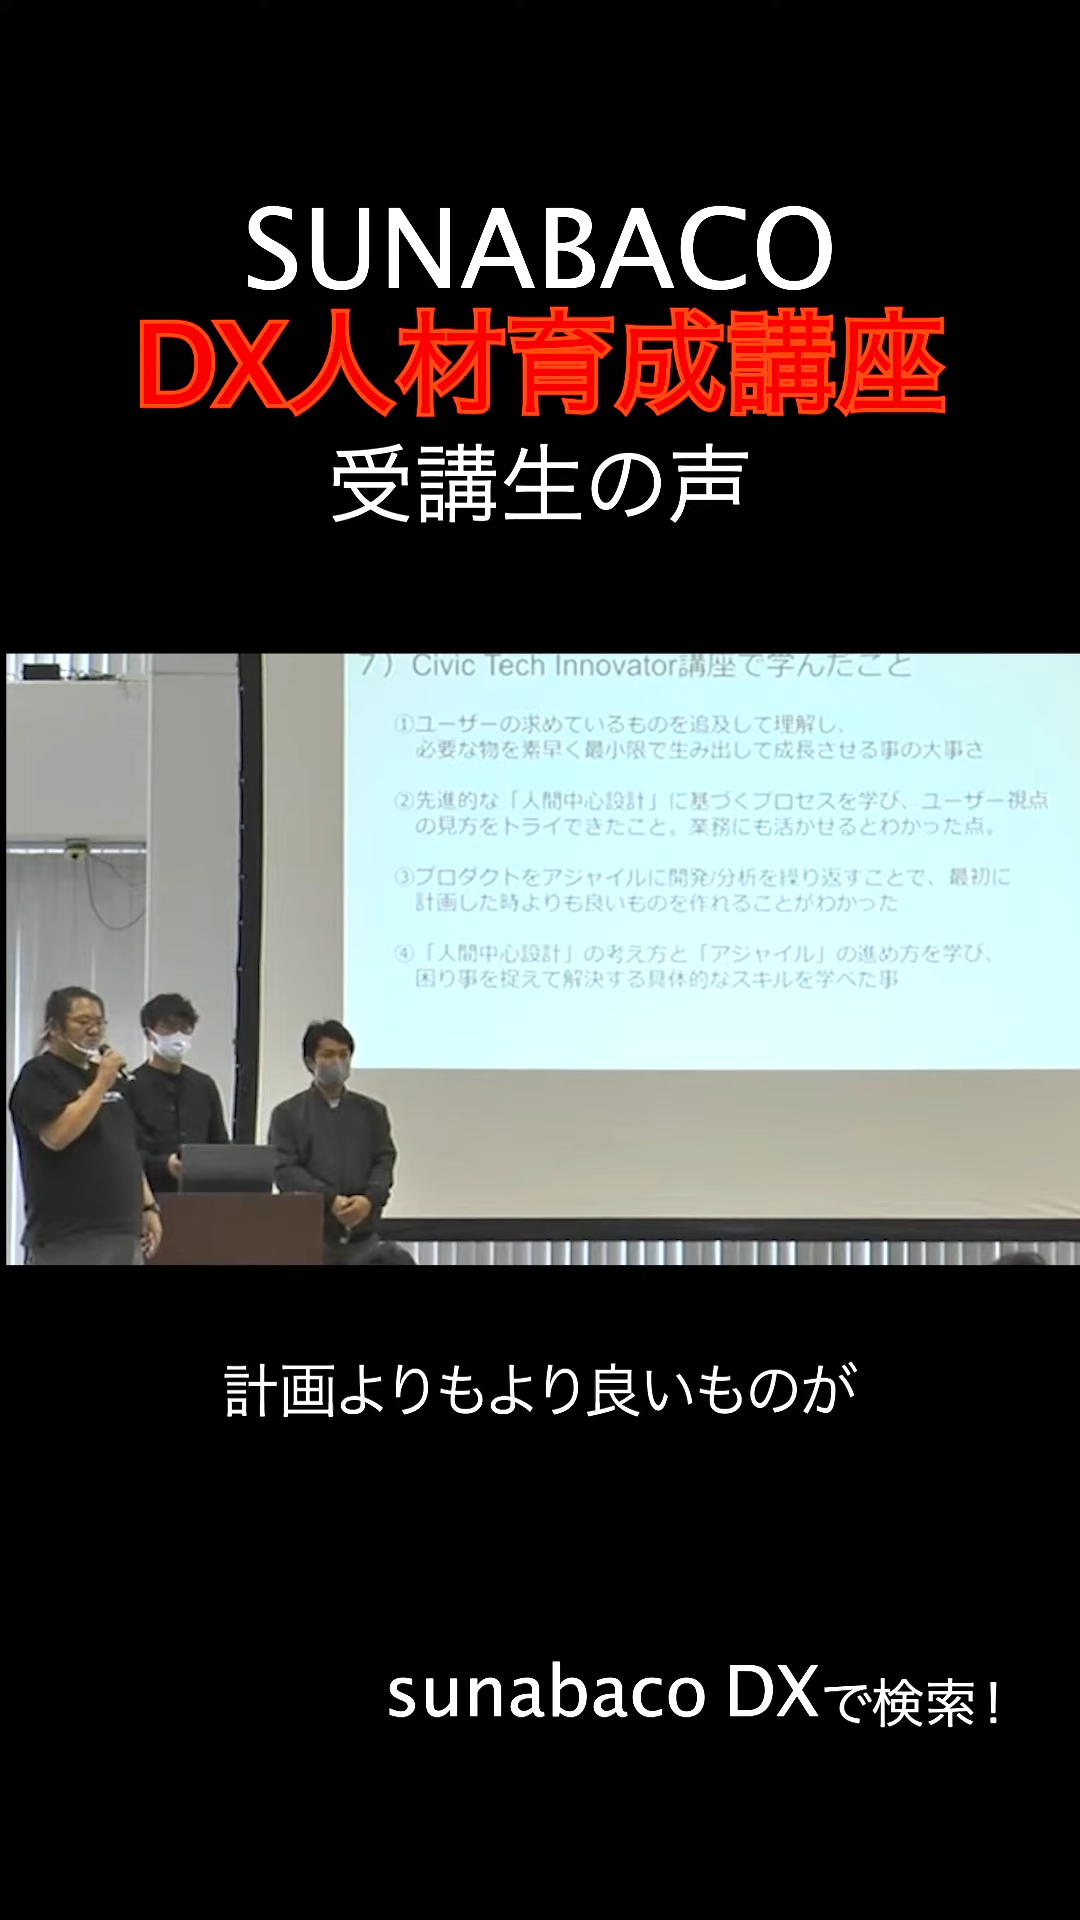 SUNABACO
DX人材育成講座
受講生の声
7）Civic Tech Innovator講座で学んだこと
①ユーザーの求めているものを追及して理解し、
必要な物を素早く最小限で生み出して成長させる事の大事さ
②先進的な「人間中心設計」に基づくプロセスを学び、ユーザー視点
の見方をトライできたこと。業務にも活かせるとわかった点。
③プロダクトをアジャイルに開発/分析を繰り返すことで、最初に
計画した時よりも良いものを作れることがわかった
④「人間中心設計」の考え方と「アジャイル」の進め方を学び、
困り事を捉えて解決する具体的なスキルを学べた事
計画よりもより良いものが
sunabaco DXで検索！